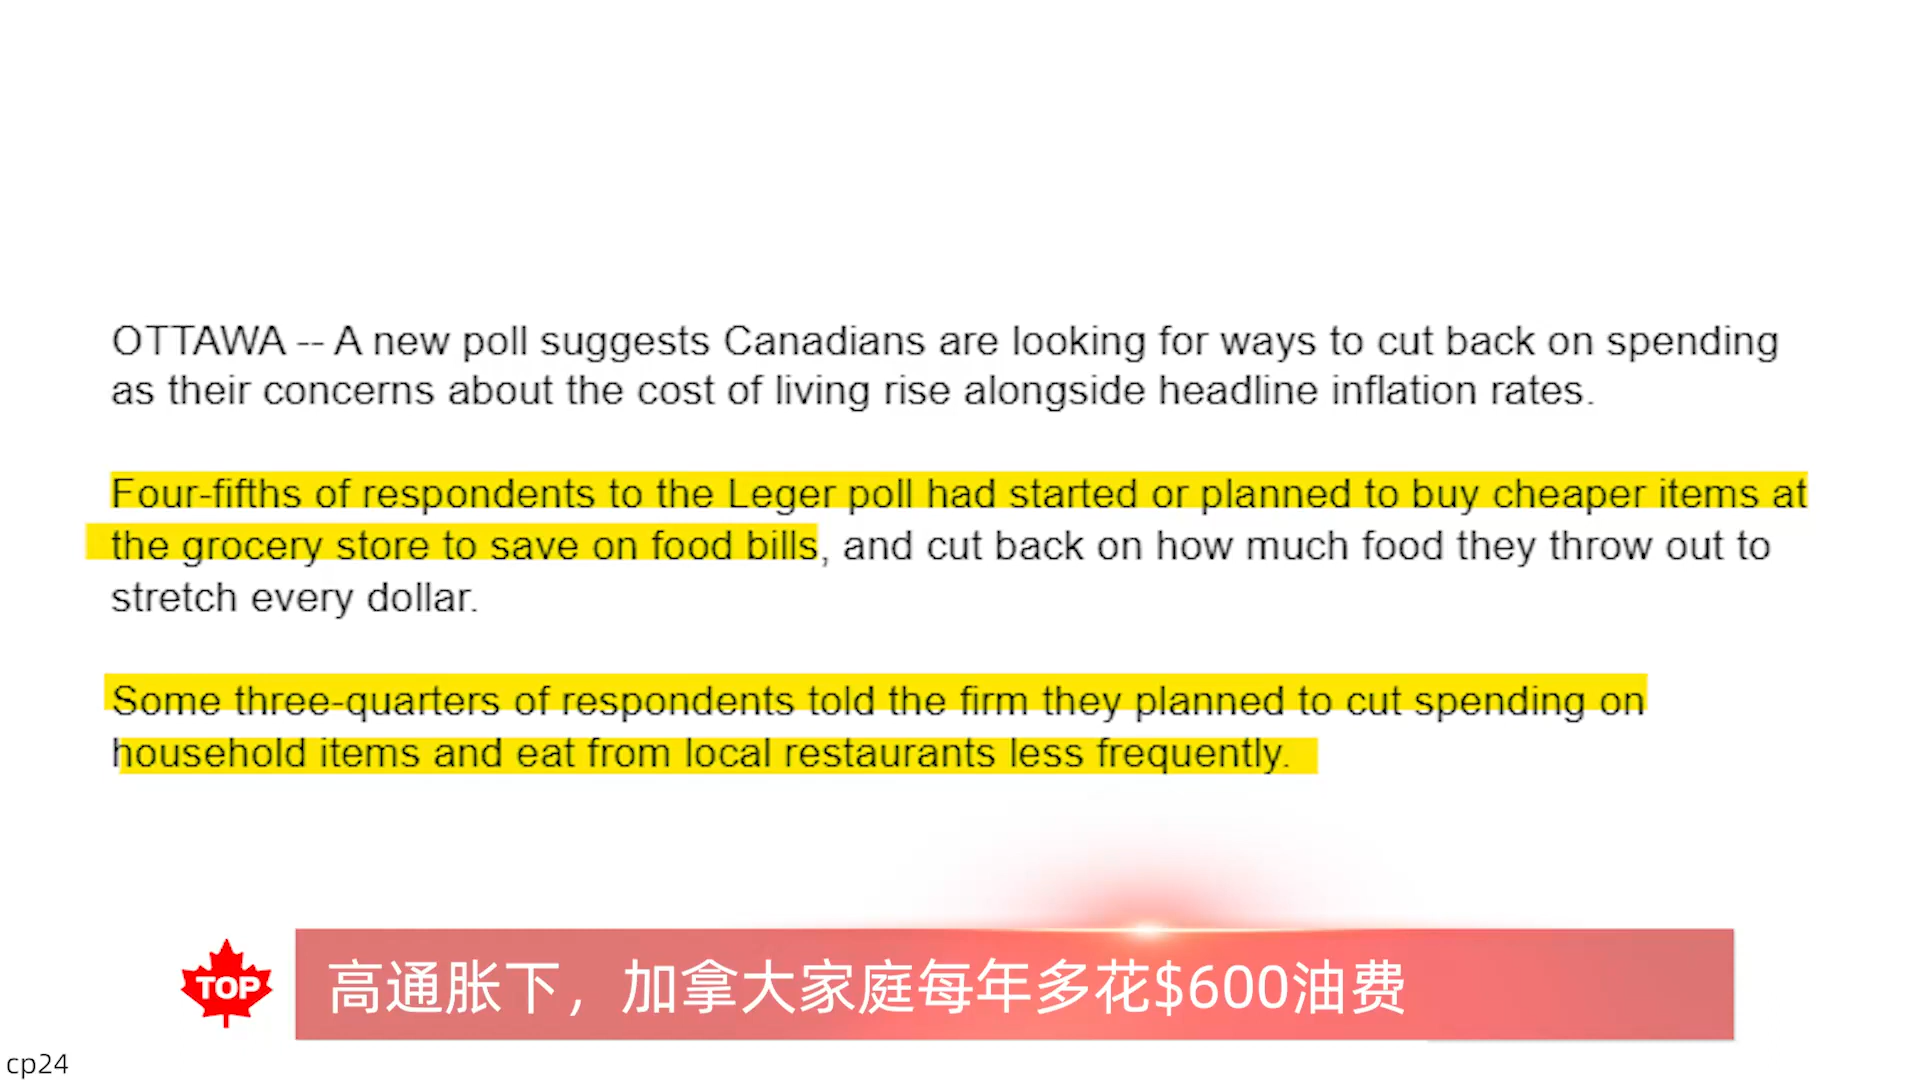 OTTAWA -- A new poll suggests Canadians are looking for ways to cut back on spending
as their concerns about the cost of living rise alongside headline inflation rates.
Four-fifths of respondents to the Leger poll had started or planned to buy cheaper items at
the grocery store to save on food bills, and cut back on how much food they throw out to
stretch every dollar.
Some three-quarters of respondents told the firm they planned to cut spending on
household items and eat from local restaurants less frequently.
TOP
高通胀下，加拿大家庭每年多花$600油费
cp24